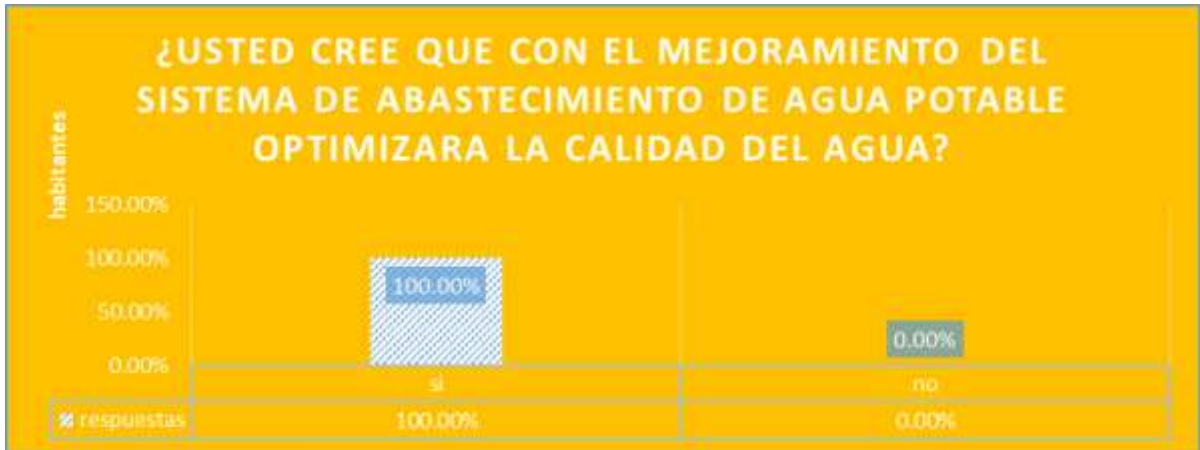 ¿USTED CREE QUE CON EL MEJORAMIENTO DEL
SISTEMA DE ABASTECIMIENTO DE AGUA POTABLE
OPTIMIZARA LA CALIDAD DEL AGUA?
habitantes
150.00%
100.00%
50.00%
0.00%
100.00%
0.00%
si no
respuestas 100.00% 0.00%